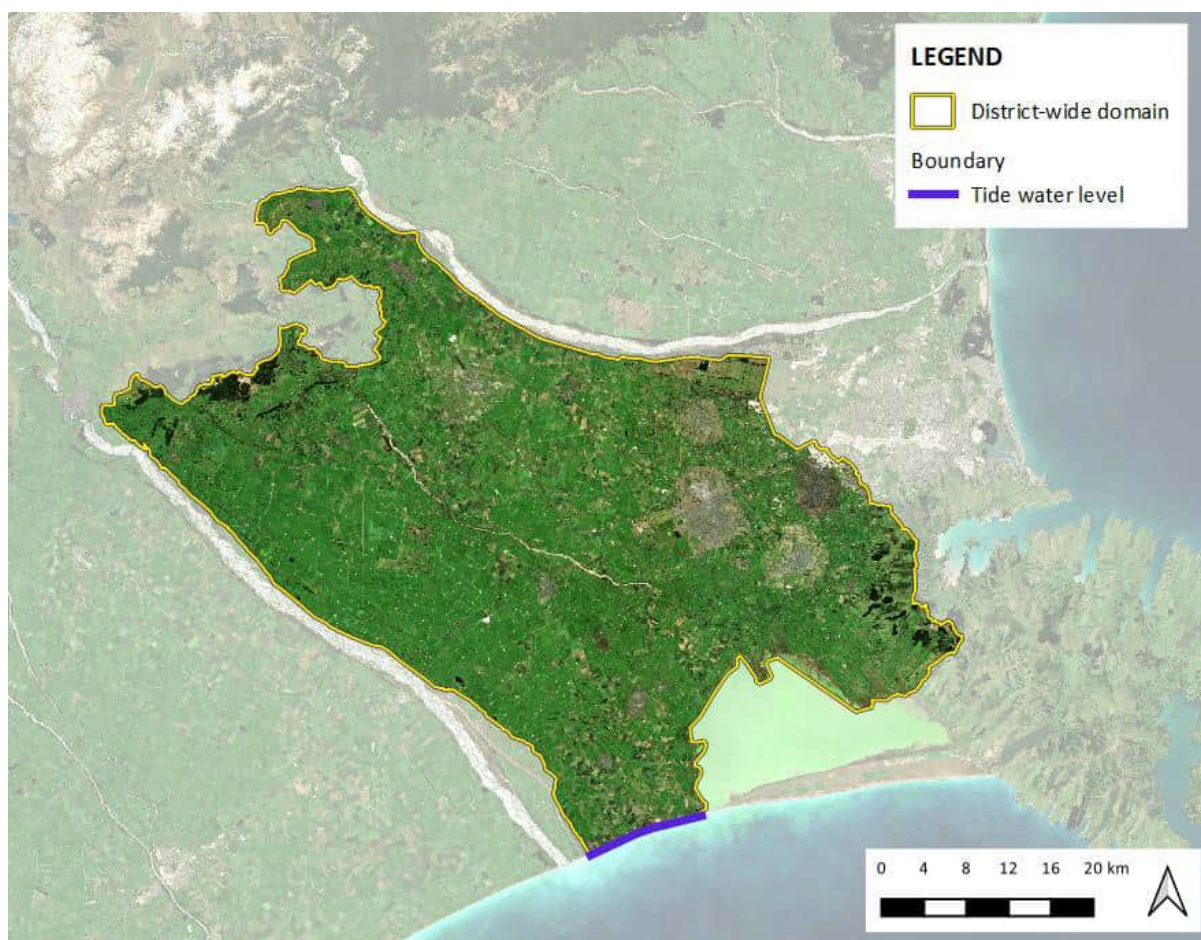 LEGEND
District-wide domain
Boundary
Tide water level
0 4 8 12 16 20 km